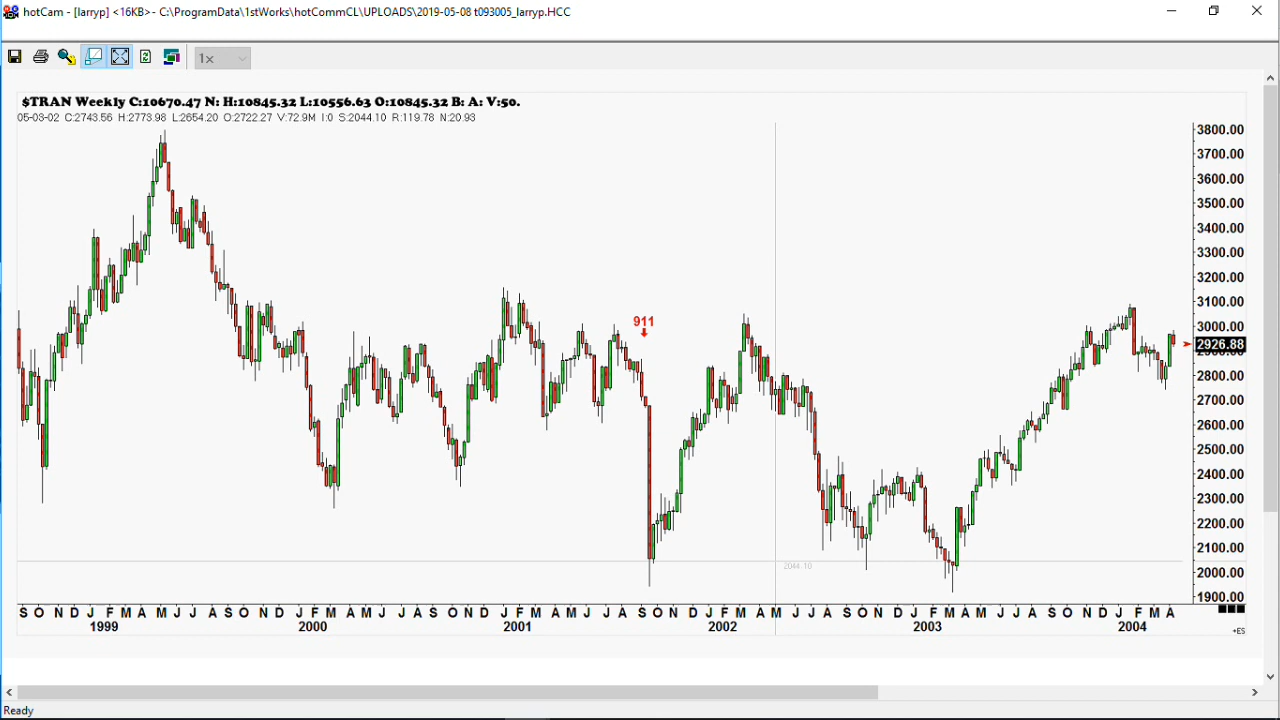 hotCam - [larryp] <16KB>- C:\ProgramData\1stWorks\hotCommCL\UPLOADS\2019-05-08 t093005_larryp.HCC
1x
$TRAN Weekly C:10670.47 N: H:10845.32 L:10556.63 O:10845.32 B: A: V:50.
05-03-02 C:2743.56 H:2773.98 L:2654.20 O:2722.27 V:72.9M I:0 S:2044.10 R:119.78 N:20.93
3800.00
3700.00
3600.00
3500.00
3400.00
3300.00
3200.00
3100.00
911
3000.00
2926.88
2900.00
2800.00
2700.00
2600.00
2500.00
2400.00
2300.00
2200.00
2100.00
2044.10
2000.00
1900.00
S O N D J F M A M J J A S O N D J F M A M J J A S O N D J F M A M J J A S O N D J F M A M J J A S O N D J F M A M J J A S O N D J F M A
1999 2000 2001 2002 2003 2004
+ES
Ready